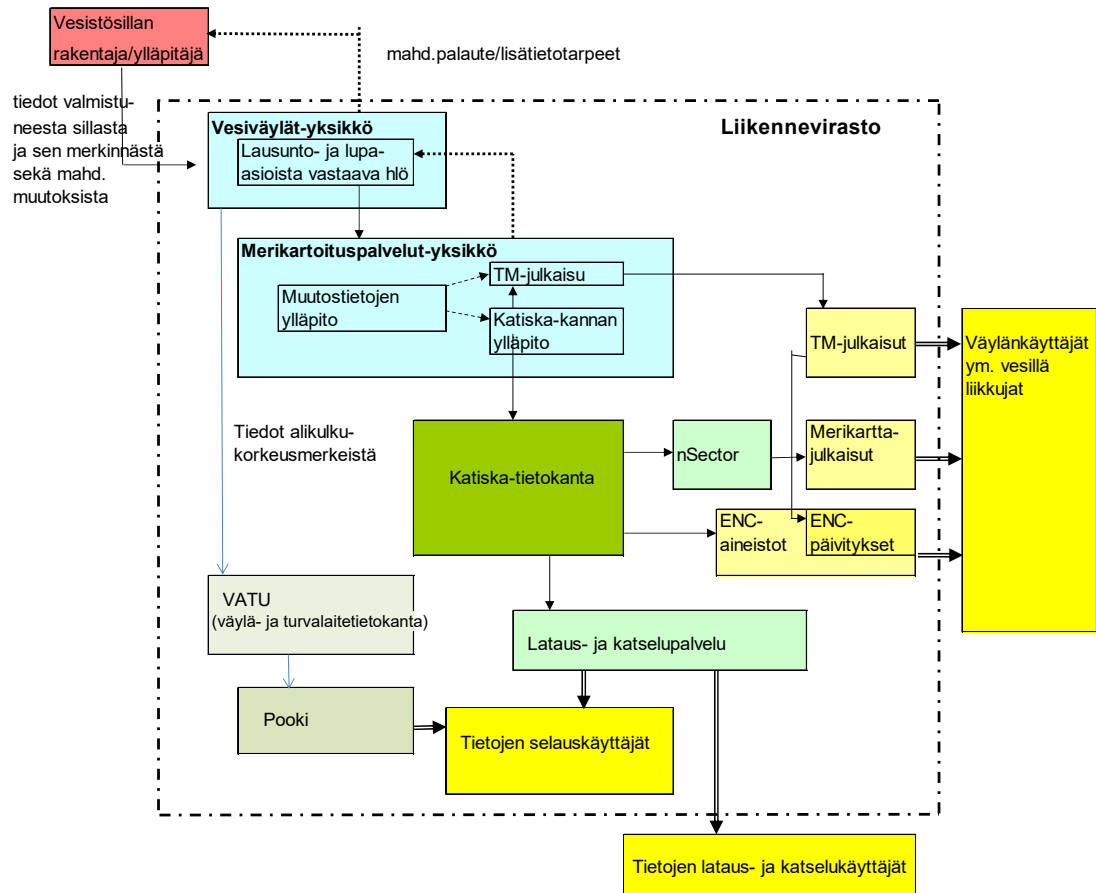 Vesistösillan
rakentaja/ylläpitäjä
mahd.palaute/lisätietotarpeet
tiedot valmistu-
neesta sillasta
ja sen merkinnästä
sekä mahd.
muutoksista
Liikennevirasto
Vesiväylät-yksikkö
Lausunto- ja lupa-
asioista vastaava hlö
Merikartoituspalvelut-yksikkö
TM-julkaisu
Muutostietojen
ylläpito
Katiska-kannan
ylläpito
TM-julkaisut
Väylänkäyttäjät
ym. vesillä
liikkujat
Tiedot alikulku-
korkeusmerkeistä
Katiska-tietokanta
nSector
Merikartta-
julkaisut
ENC-
aineistot
ENC-
päivitykset
VATU
(väylä- ja turvalaitetietokanta)
Lataus- ja katselupalvelu
Pooki
Tietojen selauskäyttäjät
Tietojen lataus- ja katselukäyttäjät